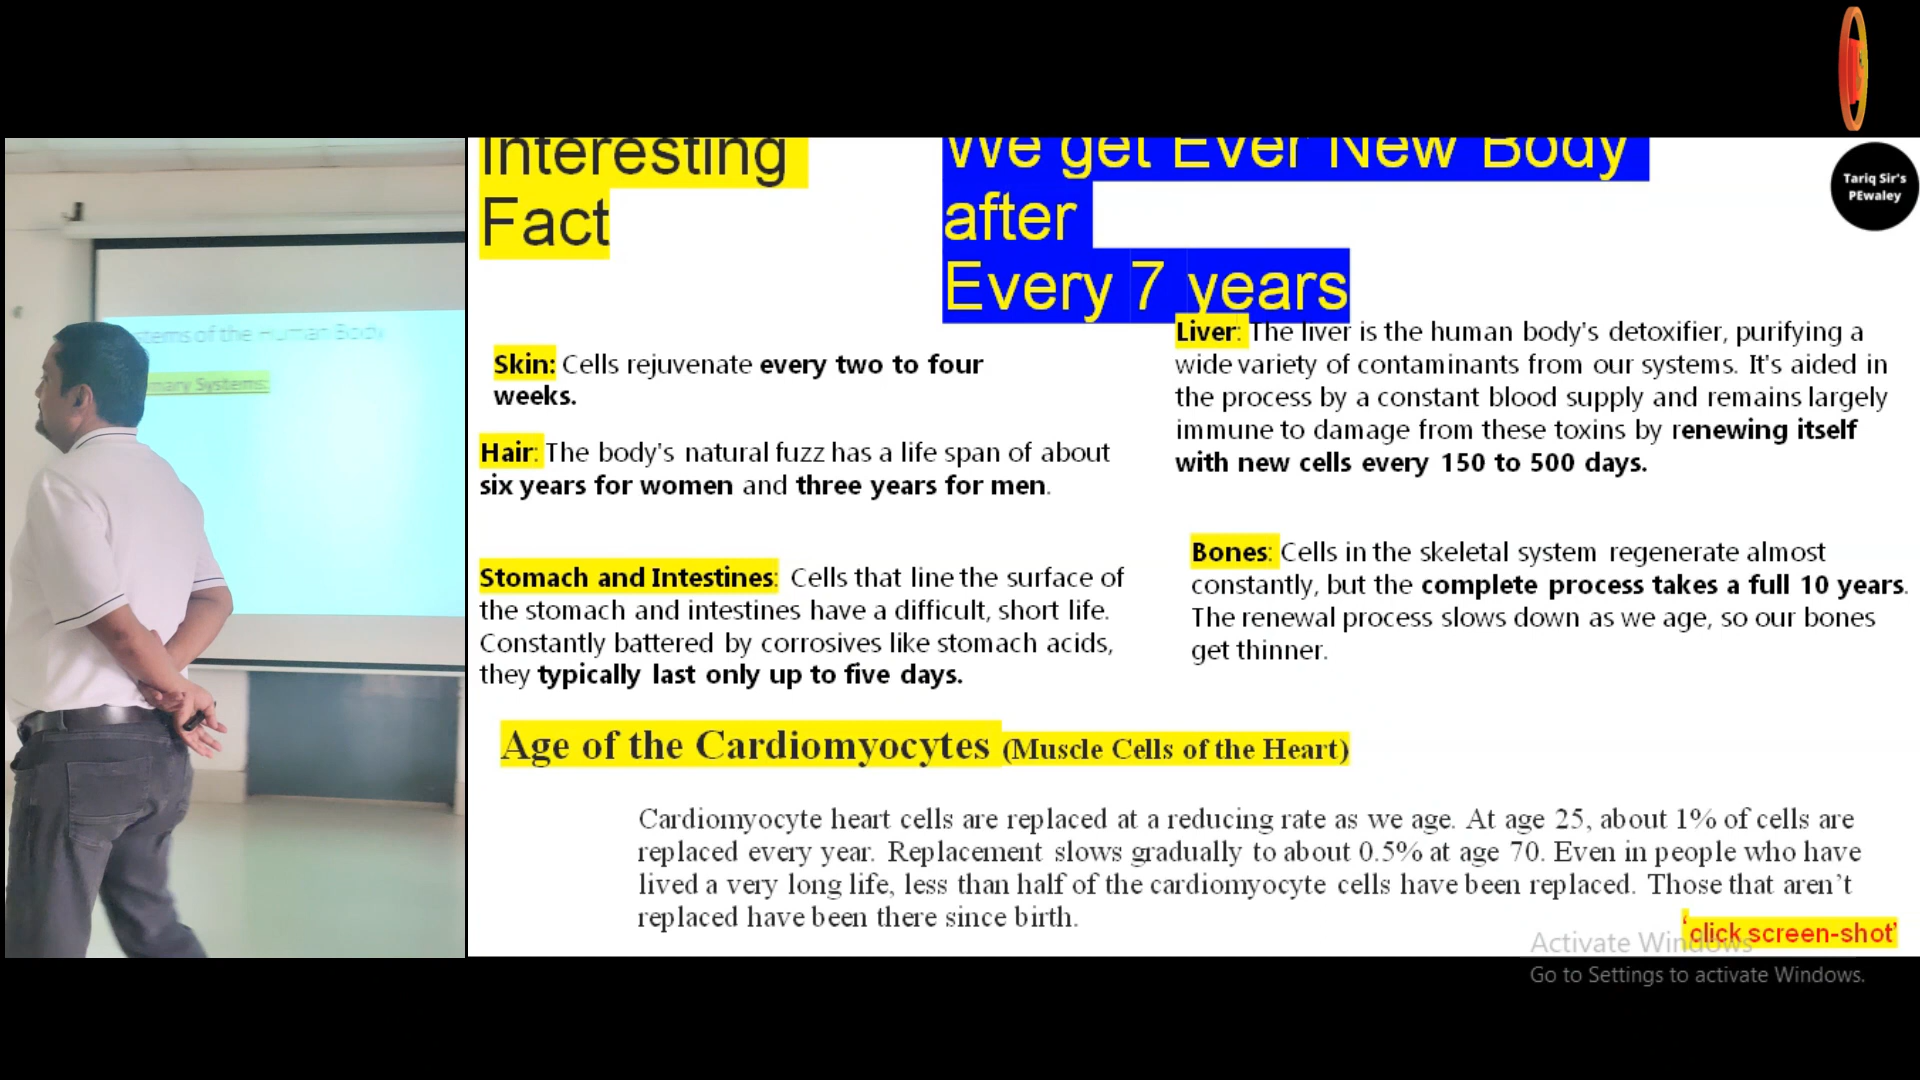 Interesting
Fact
We get Ever New Body
after
Every 7 years
Tariq Sir's
PEwaley
stems of the Human Body
mary Systems:
Skin: Cells rejuvenate every two to four
weeks.
Hair: The body's natural fuzz has a life span of about
six years for women and three years for men.
Stomach and Intestines: Cells that line the surface of
the stomach and intestines have a difficult, short life.
Constantly battered by corrosives like stomach acids,
they typically last only up to five days.
Liver: The liver is the human body's detoxifier, purifying a
wide variety of contaminants from our systems. It's aided in
the process by a constant blood supply and remains largely
immune to damage from these toxins by renewing itself
with new cells every 150 to 500 days.
Bones: Cells in the skeletal system regenerate almost
constantly, but the complete process takes a full 10 years.
The renewal process slows down as we age, so our bones
get thinner.
Age of the Cardiomyocytes (Muscle Cells of the Heart)
Cardiomyocyte heart cells are replaced at a reducing rate as we age. At age 25, about 1% of cells are
replaced every year. Replacement slows gradually to about 0.5% at age 70. Even in people who have
lived a very long life, less than half of the cardiomyocyte cells have been replaced. Those that aren’t
replaced have been there since birth.
‘click screen-shot’
Activate Windows
Go to Settings to activate Windows.